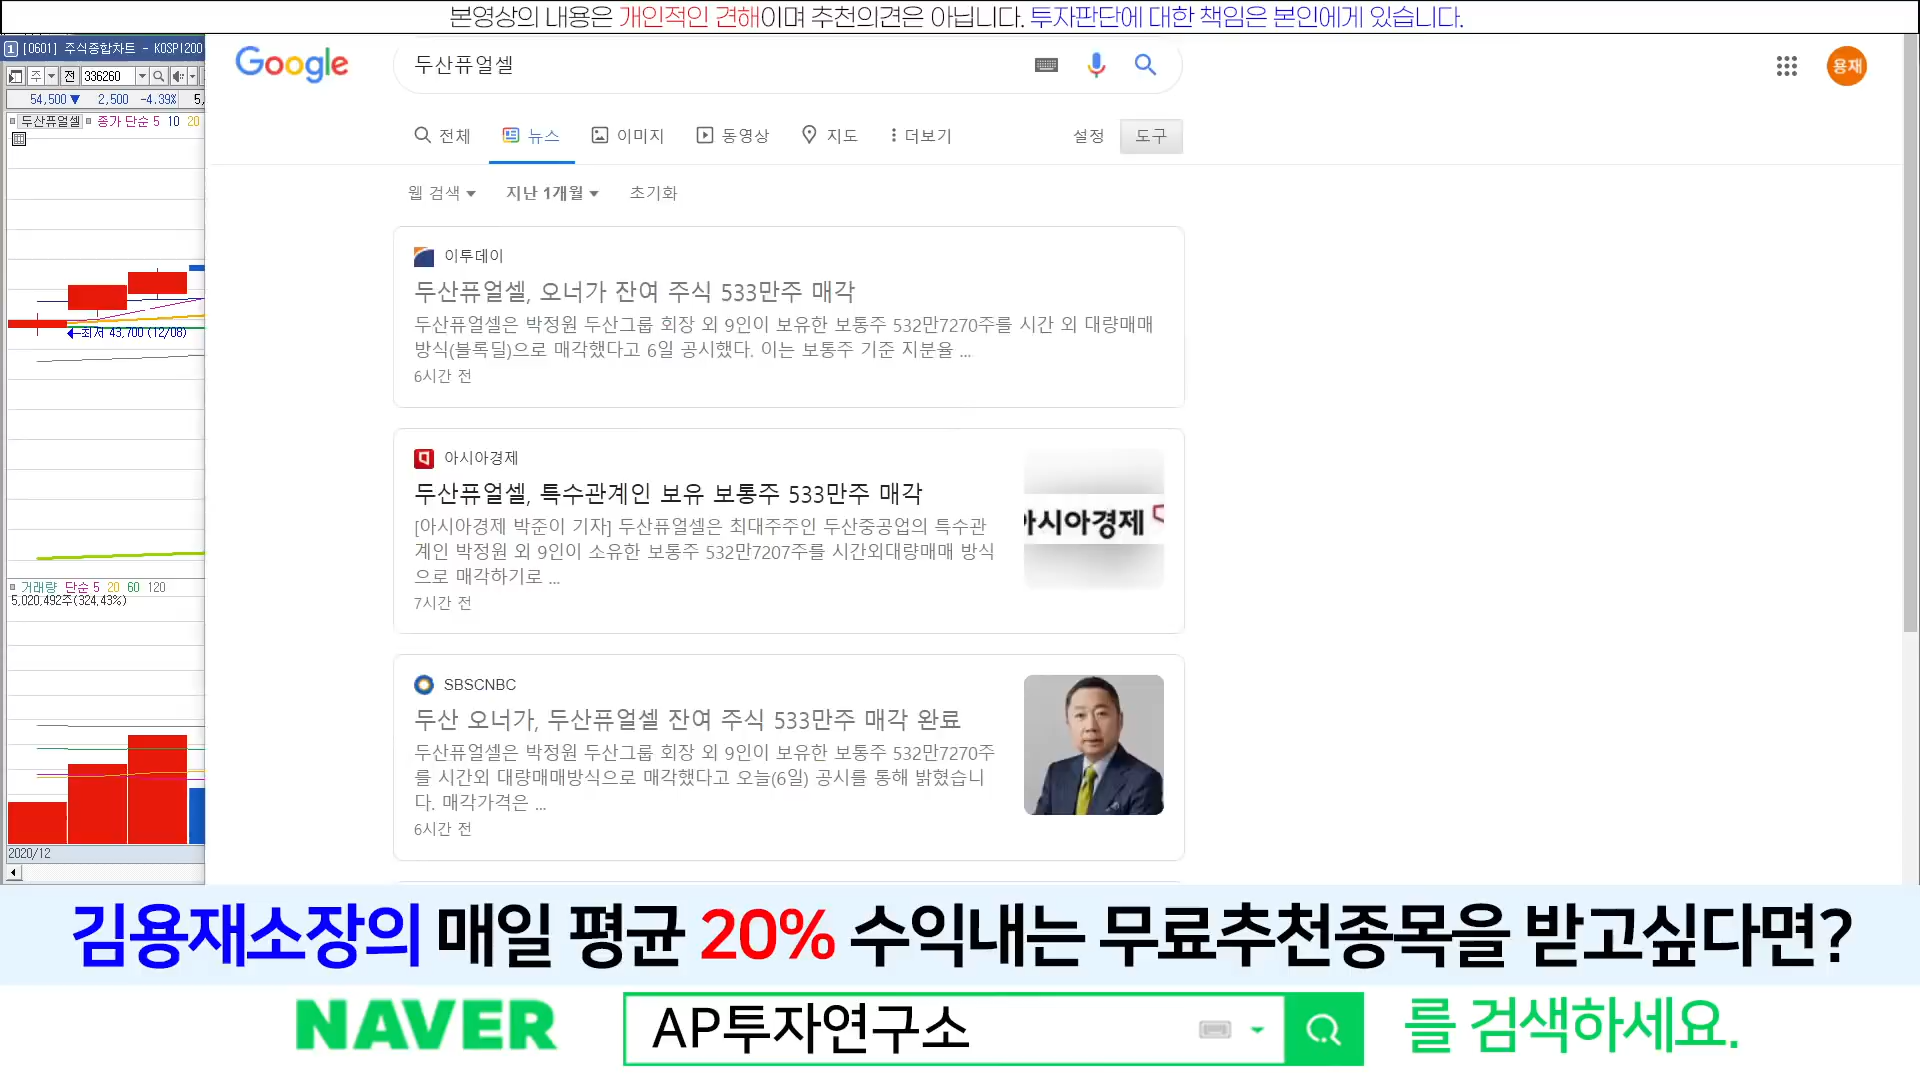 본영상의 내용은 개인적인 견해이며 추천의견은 아닙니다. 투자판단에 대한 책임은 본인에게 있습니다.
1 [0601] 주식종합차트 - KOSPI200
주 전 336260
54,500▼ 2,500 -4.39% 5,
두산퓨얼셀 종가 단순 5 10 20
최저 43,700 (12/08)
거래량 단순 5 20 60 120
5,020,492주(324.43%)
2020/12
Google
두산퓨얼셀
용재
전체 뉴스 이미지 동영상 지도 더보기 설정 도구
웹 검색 지난 1개월 초기화
이투데이
두산퓨얼셀, 오너가 잔여 주식 533만주 매각
두산퓨얼셀은 박정원 두산그룹 회장 외 9인이 보유한 보통주 532만7270주를 시간 외 대량매매
방식(블록딜)으로 매각했다고 6일 공시했다. 이는 보통주 기준 지분율 ...
6시간 전
아시아경제
두산퓨얼셀, 특수관계인 보유 보통주 533만주 매각
[아시아경제 박준이 기자] 두산퓨얼셀은 최대주주인 두산중공업의 특수관
계인 박정원 외 9인이 소유한 보통주 532만7207주를 시간외대량매매 방식
으로 매각하기로 ...
7시간 전
아시아경제
SBSCNBC
두산 오너가, 두산퓨얼셀 잔여 주식 533만주 매각 완료
두산퓨얼셀은 박정원 두산그룹 회장 외 9인이 보유한 보통주 532만7270주
를 시간외 대량매매방식으로 매각했다고 오늘(6일) 공시를 통해 밝혔습니
다. 매각가격은 ...
6시간 전
김용재소장의 매일 평균 20% 수익내는 무료추천종목을 받고싶다면?
NAVER AP투자연구소 를 검색하세요.